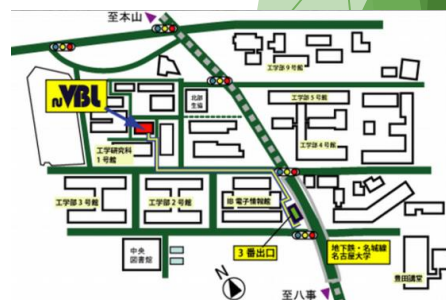 至本山
工学部9号館
VBL
北部
生協
工学部5号館
工学部4号館
工学研究科
1号館
工学部3号館
工学部2号館
IB電子情報館
3番出口
地下鉄・名城線
名古屋大学
豊田講堂
中央
図書館
N
至八事